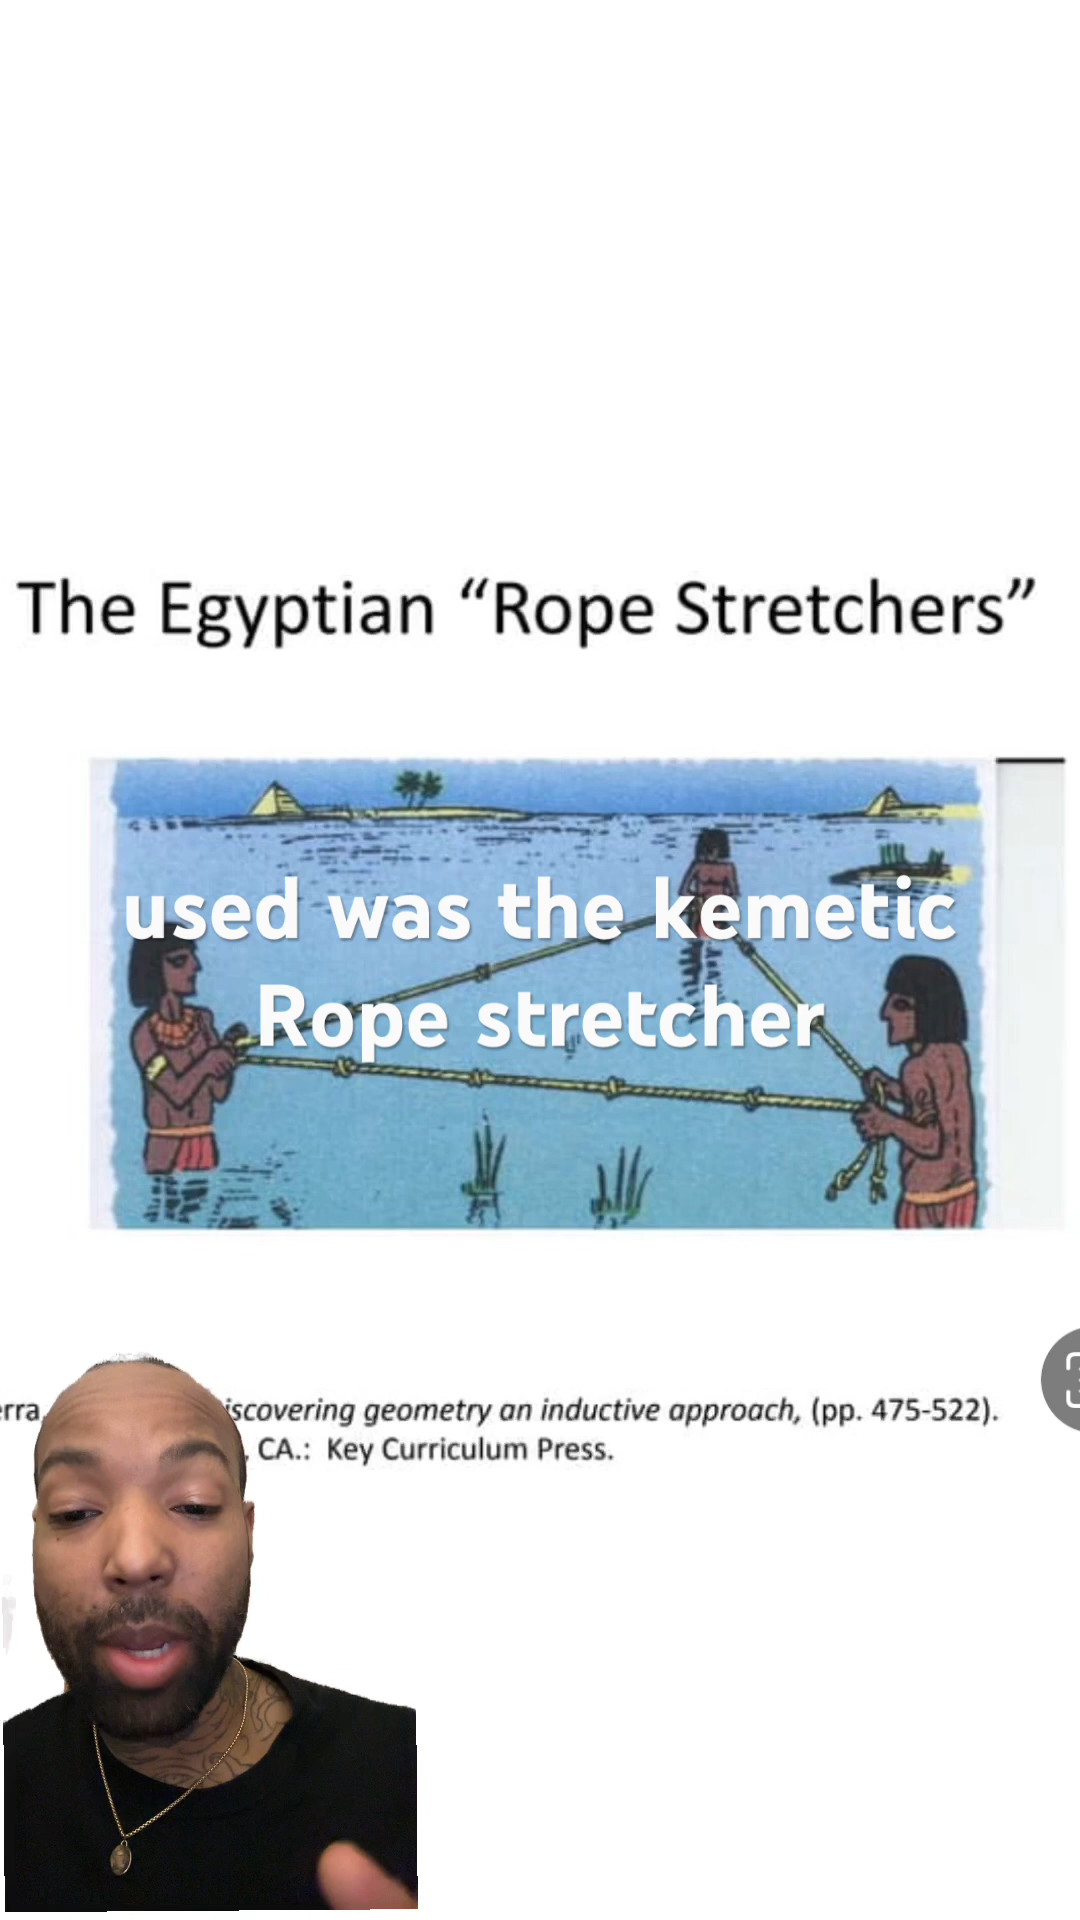 The Egyptian “Rope Stretchers”
used was the kemetic
Rope stretcher
iscovering geometry an inductive approach, (pp. 475-522).
, CA.: Key Curriculum Press.